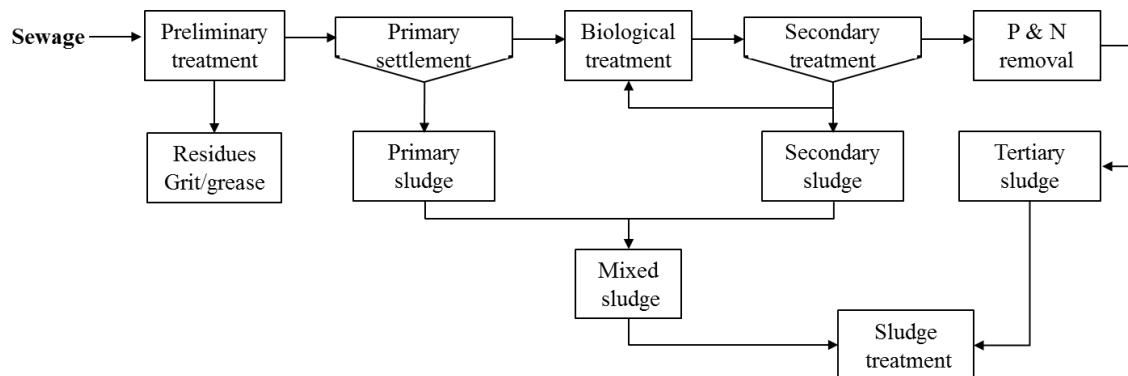 Sewage
Preliminary
treatment
Primary
settlement
Biological
treatment
Secondary
treatment
P & N
removal
Residues
Grit/grease
Primary
sludge
Secondary
sludge
Tertiary
sludge
Mixed
sludge
Sludge
treatment